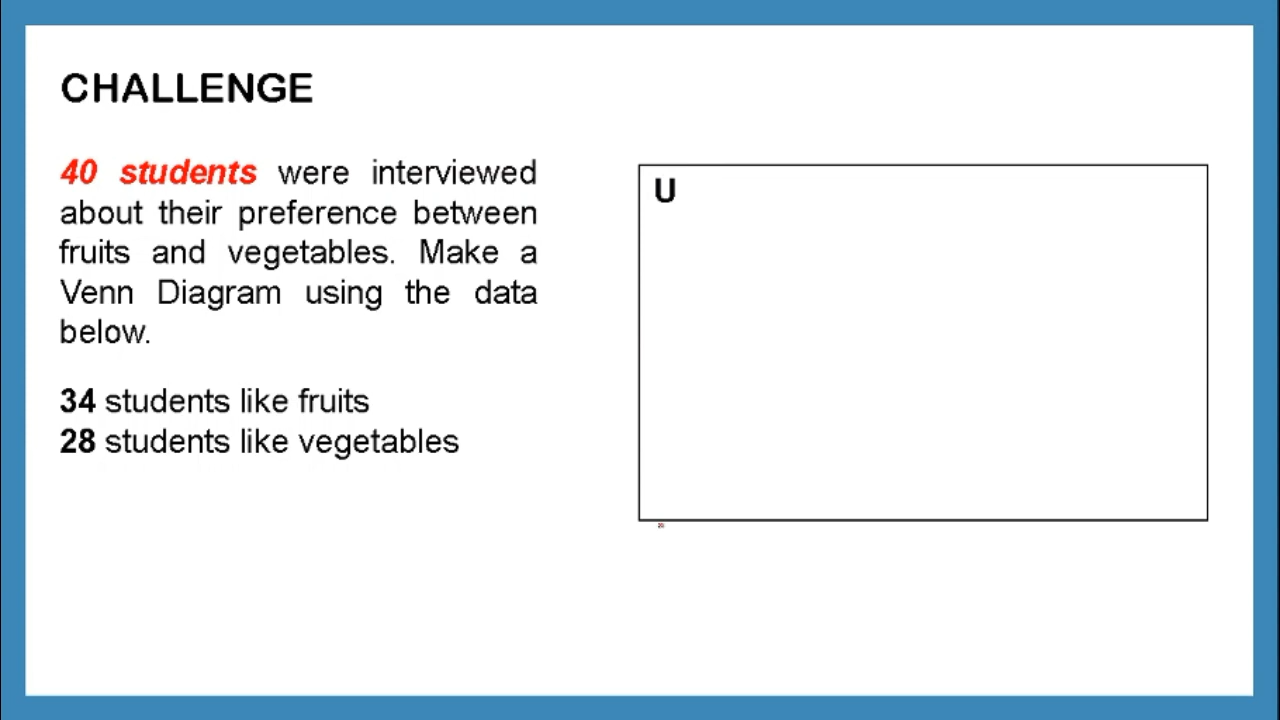 CHALLENGE
40 students were interviewed
about their preference between
fruits and vegetables. Make a
Venn Diagram using the data
below.
34 students like fruits
28 students like vegetables
U